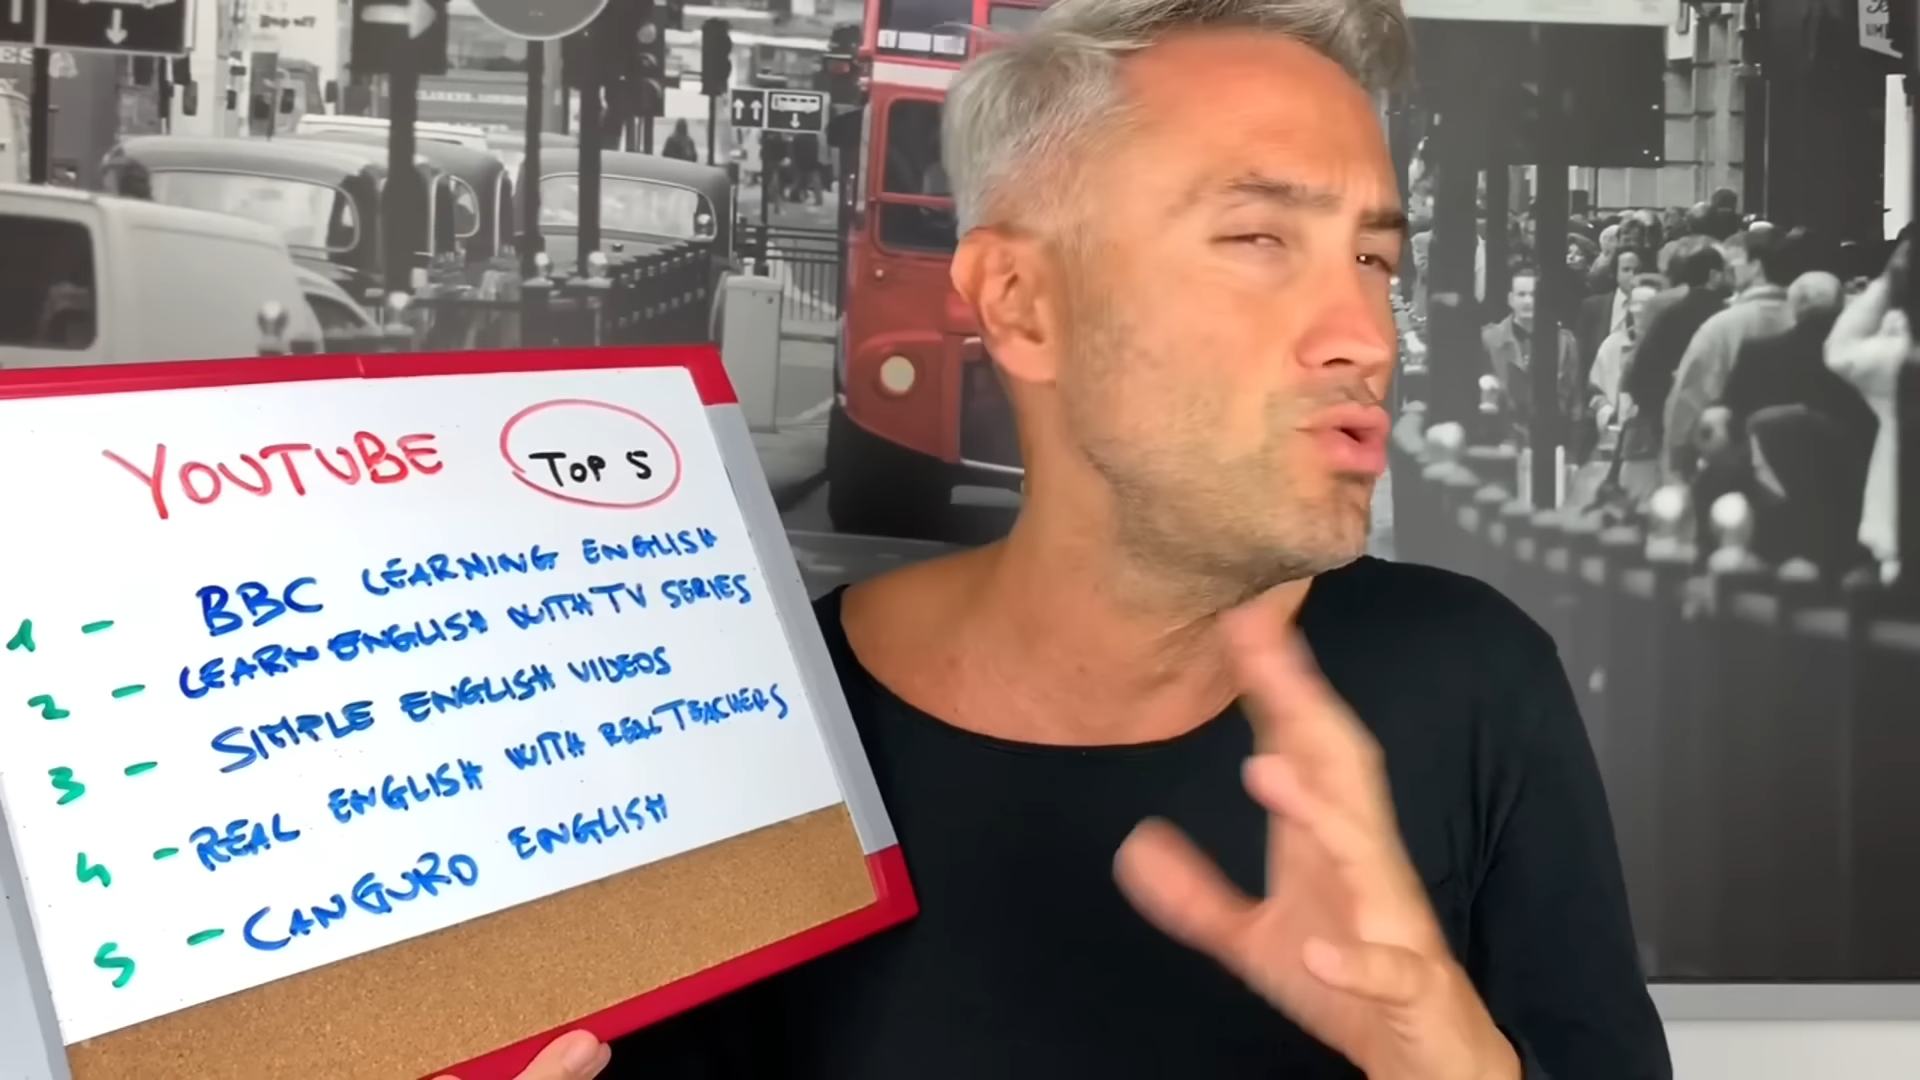 YOUTUBE TOP 5
1 - BBC LEARNING ENGLISH
2 - LEARN ENGLISH WITH TV SERIES
3 - SIMPLE ENGLISH VIDEOS
4 - REAL ENGLISH WITH REAL TEACHERS
5 - CANGURO ENGLISH